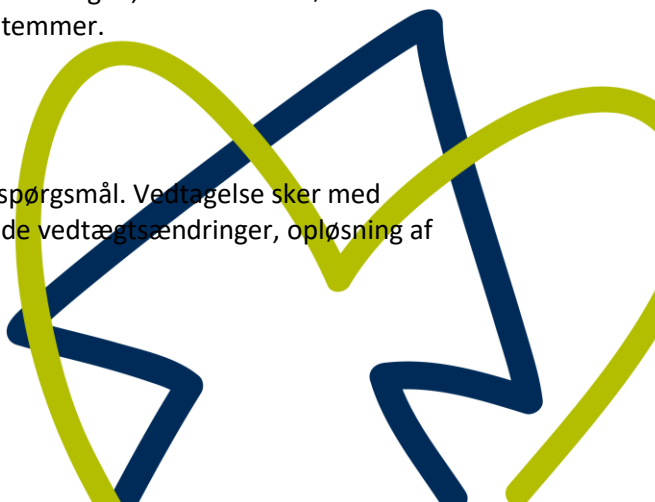 temmer.
spørgsmål. Vedtagelse sker med
de vedtægtsændringer, opløsning af